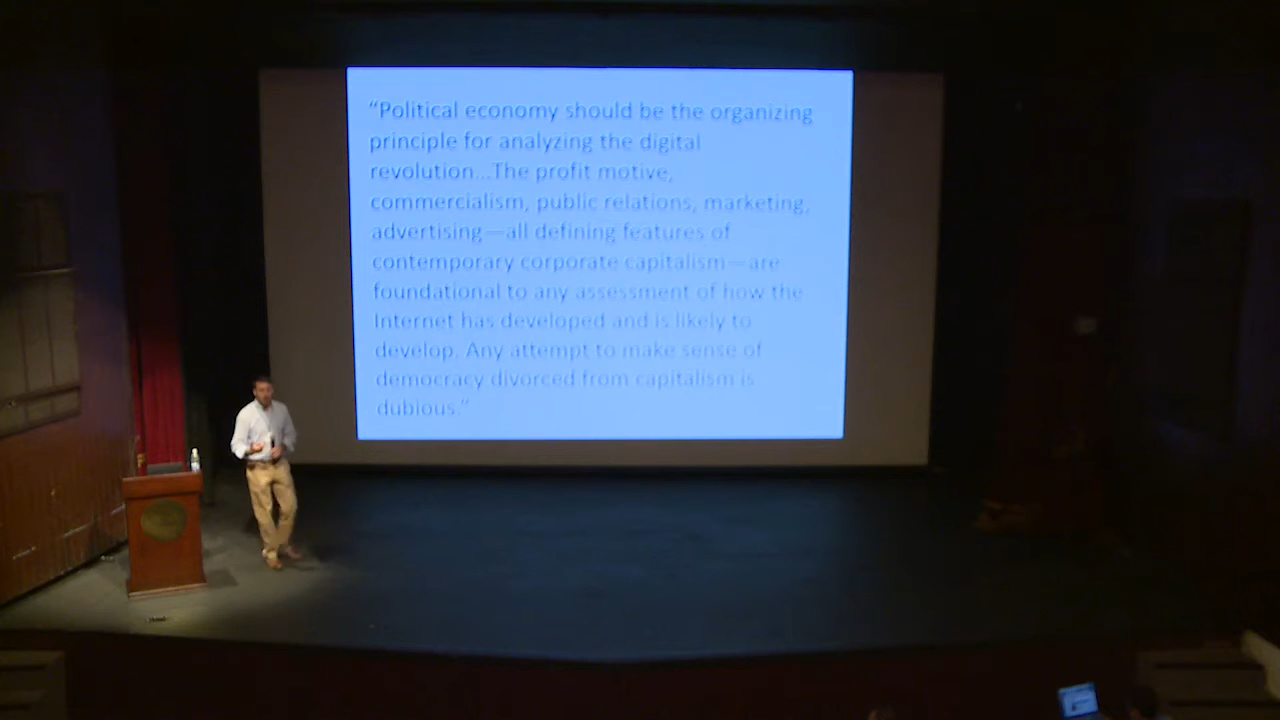 “Political economy should be the organizing
principle for analyzing the digital
revolution...The profit motive,
commercialism, public relations, marketing,
advertising—all defining features of
contemporary corporate capitalism—are
foundational to any assessment of how the
Internet has developed and is likely to
develop. Any attempt to make sense of
democracy divorced from capitalism is
dubious.”